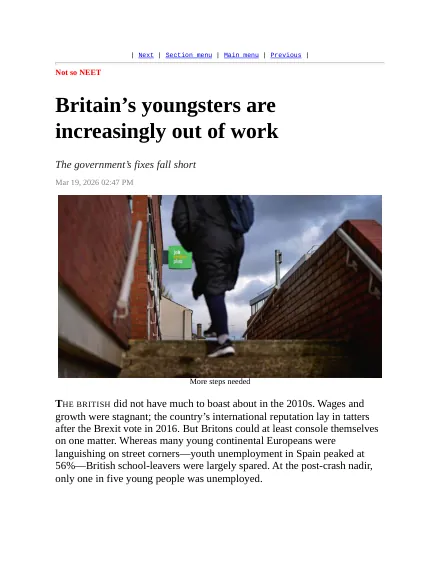 | Next | Section menu | Main menu | Previous |
Not so NEET
Britain's youngsters are
increasingly out of work
The government's fixes fall short
Mar 19, 2026 02:47 PM
job
plus
More steps needed
THE BRITISH did not have much to boast about in the 2010s. Wages and
growth were stagnant; the country's international reputation lay in tatters
after the Brexit vote in 2016. But Britons could at least console themselves
on one matter. Whereas many young continental Europeans were
languishing on street corners—youth unemployment in Spain peaked at
56%—British school-leavers were largely spared. At the post-crash nadir,
only one in five young people was unemployed.